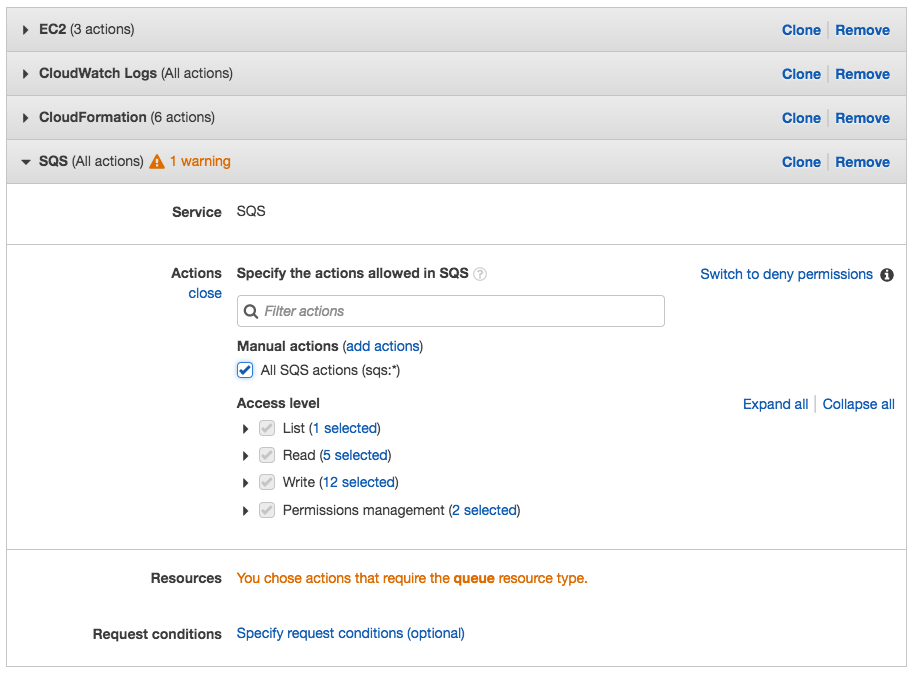 EC2 (3 actions) Clone Remove
CloudWatch Logs (All actions) Clone Remove
CloudFormation (6 actions) Clone Remove
SQS (All actions) 1 warning Clone Remove
Service SQS
Actions Specify the actions allowed in SQS ? Switch to deny permissions i
close
Filter actions
Manual actions (add actions)
All SQS actions (sqs:*)
Access level Expand all Collapse all
List (1 selected)
Read (5 selected)
Write (12 selected)
Permissions management (2 selected)
Resources You chose actions that require the queue resource type.
Request conditions Specify request conditions (optional)